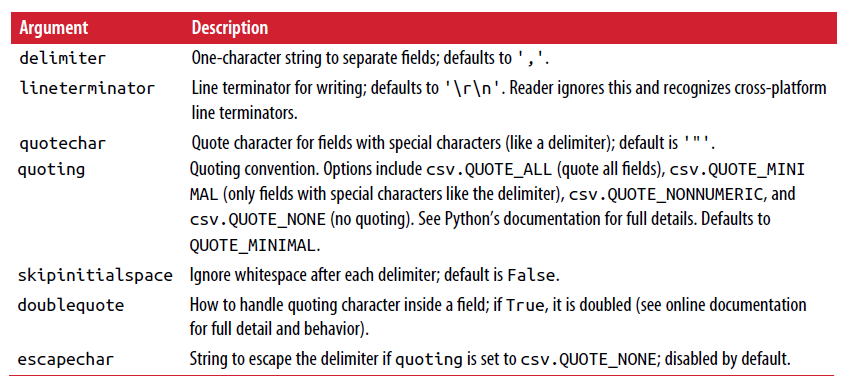 Argument Description
delimiter One-character string to separate fields; defaults to ','.
lineterminator Line terminator for writing; defaults to '\r\n'. Reader ignores this and recognizes cross-platform
line terminators.
quotechar Quote character for fields with special characters (like a delimiter); default is '"'.
quoting Quoting convention. Options include csv.QUOTE_ALL (quote all fields), csv.QUOTE_MINI
MAL (only fields with special characters like the delimiter), csv.QUOTE_NONNUMERIC, and
csv.QUOTE_NONE (no quoting). See Python’s documentation for full details. Defaults to
QUOTE_MINIMAL.
skipinitialspace Ignore whitespace after each delimiter; default is False.
doublequote How to handle quoting character inside a field; if True, it is doubled (see online documentation
for full detail and behavior).
escapechar String to escape the delimiter if quoting is set to csv.QUOTE_NONE; disabled by default.